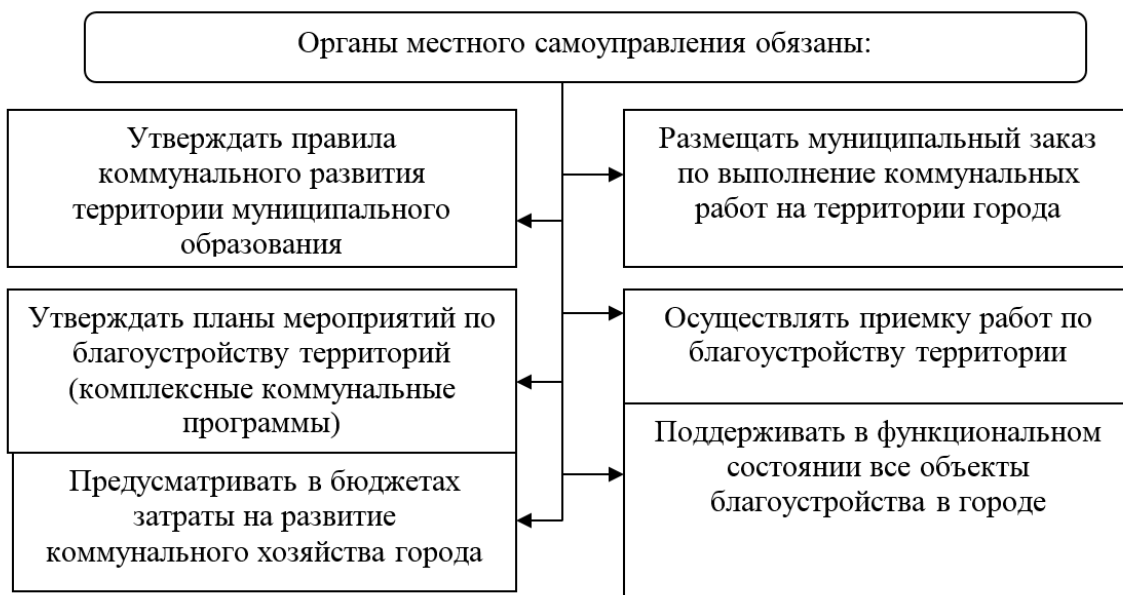 Органы местного самоуправления обязаны:
Утверждать правила
коммунального развития
территории муниципального
образования
Размещать муниципальный заказ
по выполнение коммунальных
работ на территории города
Утверждать планы мероприятий по
благоустройству территорий
(комплексные коммунальные
программы)
Осуществлять приемку работ по
благоустройству территории
Предусматривать в бюджетах
затраты на развитие
коммунального хозяйства города
Поддерживать в функциональном
состоянии все объекты
благоустройства в городе